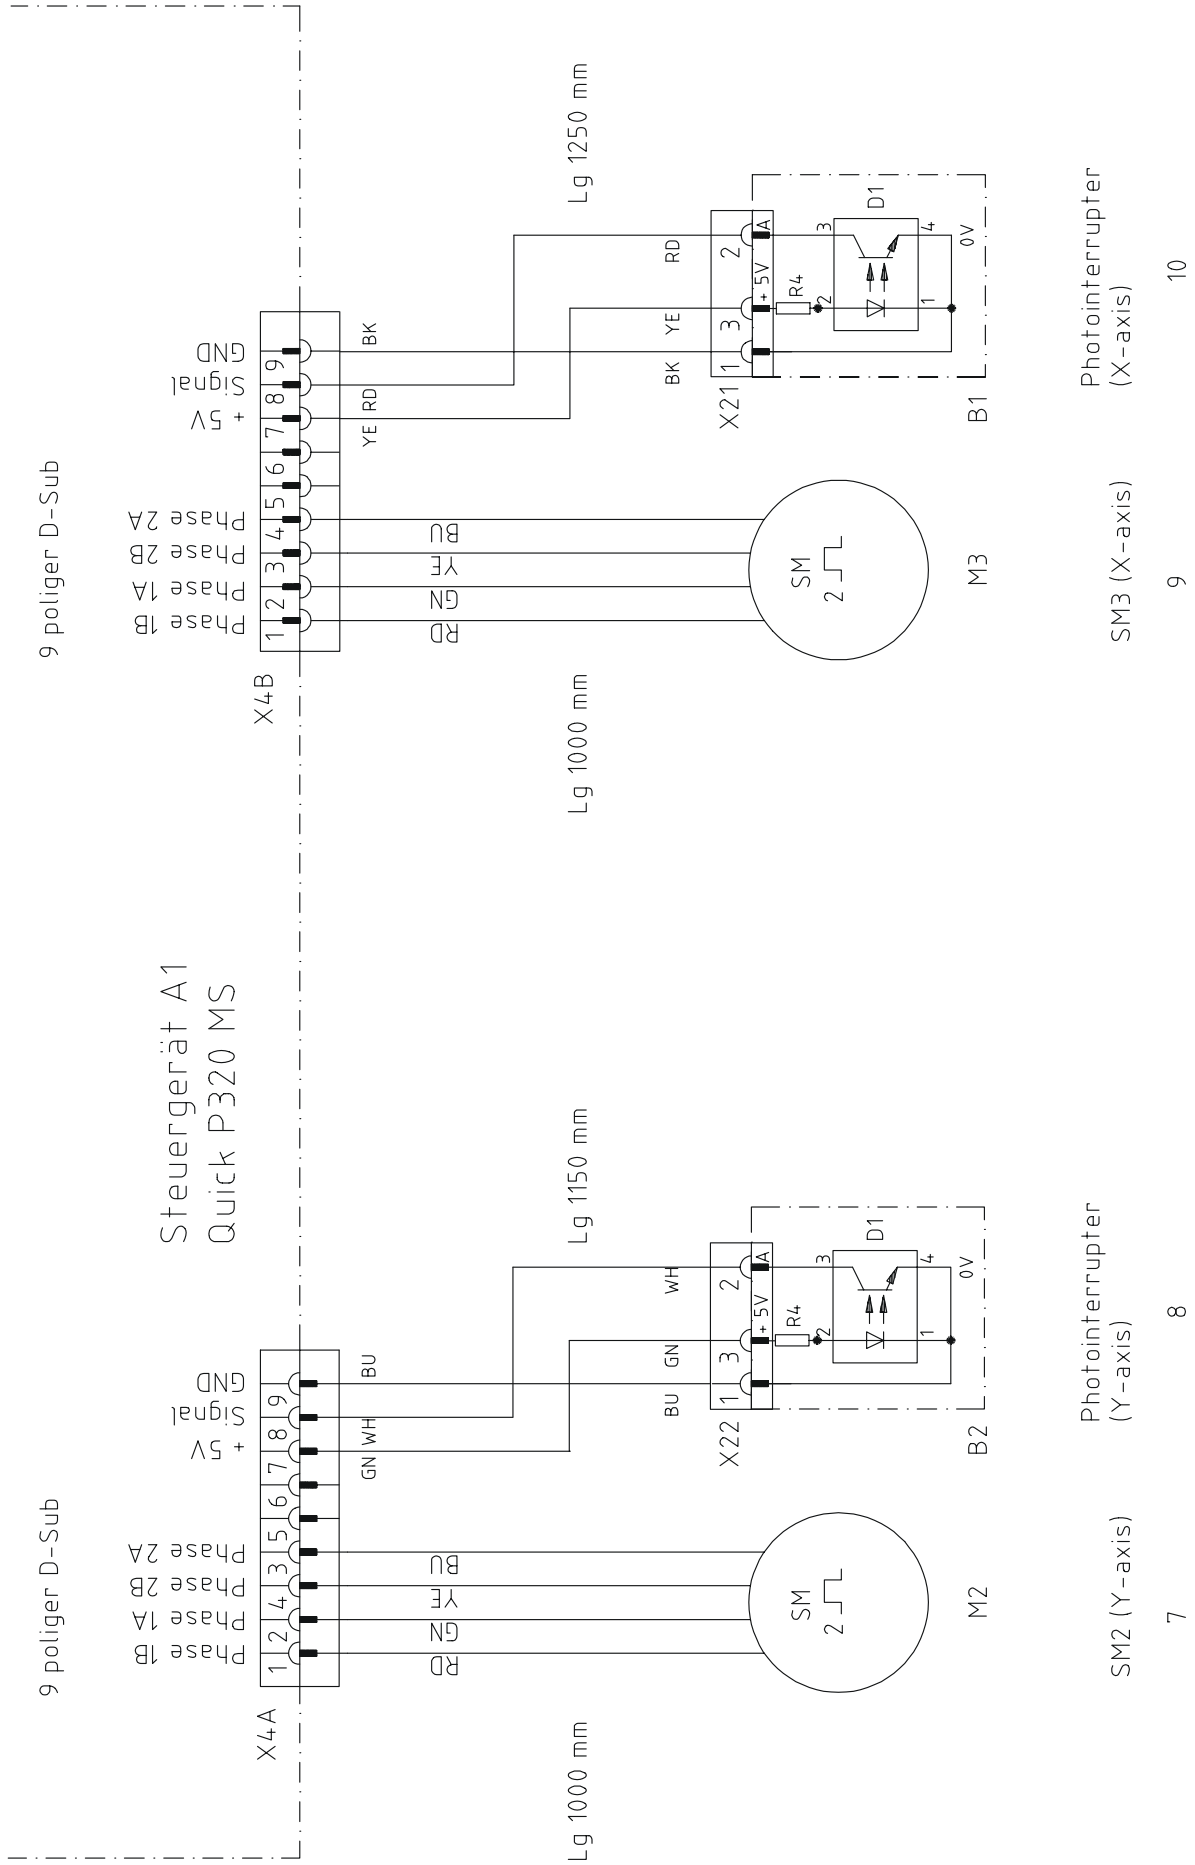 9 poliger D-Sub
9 poliger D-Sub
Steuergerät A1
Quick P320 MS
Phase 1B
Phase 1A
Phase 2B
Phase 2A
+ 5V
Signal
GND
X4A
1 2 4 3 5 6 7 8 9
GN WH BU
RD GN YE BU
Lg 1000 mm
Lg 1150 mm
BU GN WH
X22
1 3 2
+ 5V A
R4
2 3
D1
1 4
0V
B2
SM
2
M2
SM2 (Y-axis)
Photointerrupter
(Y-axis)
7
8
Phase 1B
Phase 1A
Phase 2B
Phase 2A
+ 5V
Signal
GND
X4B
1 2 3 4 5 6 7 8 9
YE RD BK
RD GN YE BU
Lg 1000 mm
Lg 1250 mm
BK YE RD
X21
1 3 2
+ 5V A
R4
2 3
D1
1 4
0V
B1
SM
2
M3
SM3 (X-axis)
Photointerrupter
(X-axis)
9
10